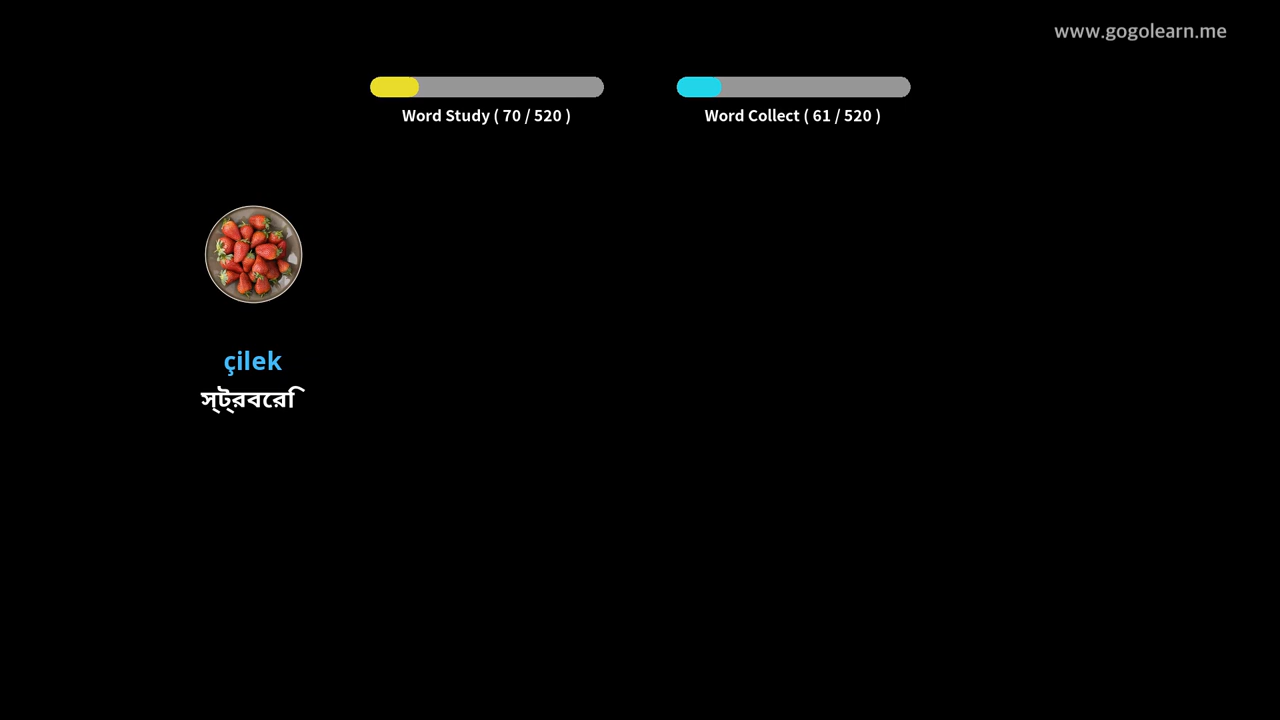 www.gogolearn.me
Word Study ( 70 / 520 )
Word Collect ( 61 / 520 )
çilek
স্ট্রবেরি